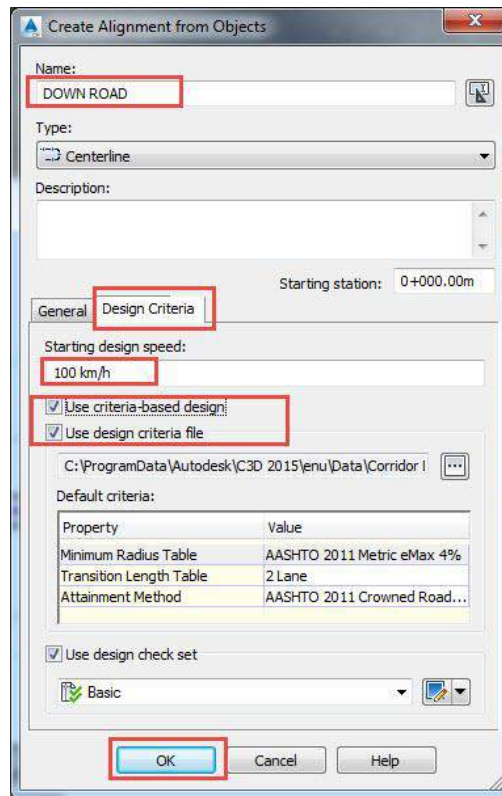 Create Alignment from Objects
Name:
DOWN ROAD
Type:
Centerline
Description:
Starting station: 0+000.00m
General Design Criteria
Starting design speed:
100 km/h
Use criteria-based design
Use design criteria file
C:\ProgramData\Autodesk\C3D 2015\enu\Data\Corridor
...
Default criteria:
Property Value
Minimum Radius Table AASHTO 2011 Metric eMax 4%
Transition Length Table 2 Lane
Attainment Method AASHTO 2011 Crowned Road...
Use design check set
Basic
OK Cancel Help